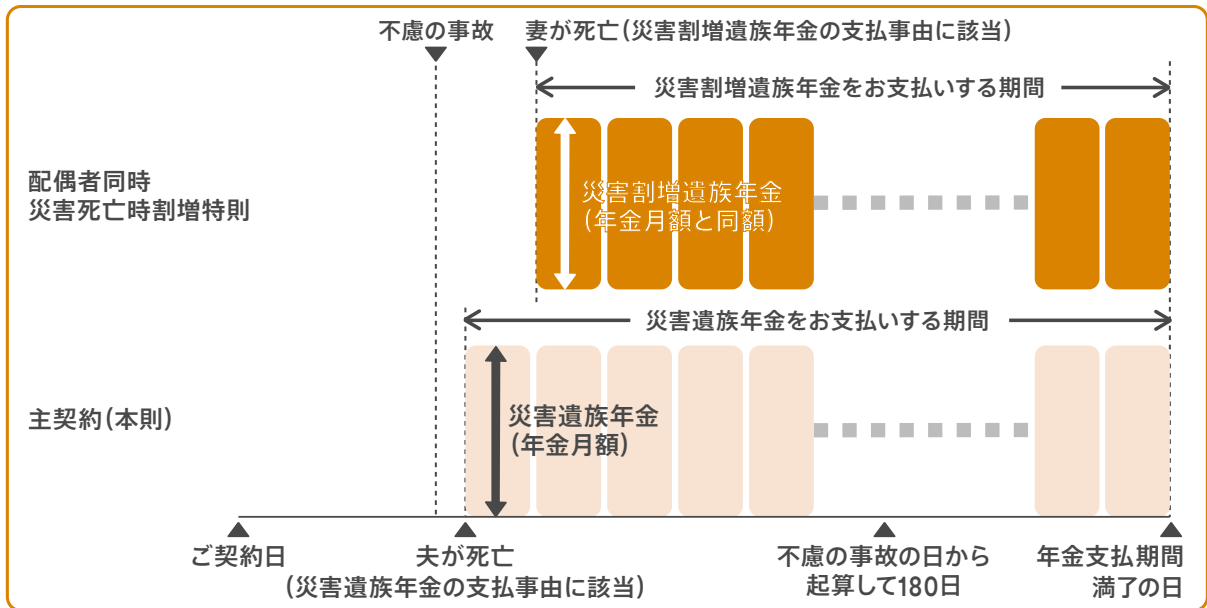 不慮の事故
妻が死亡(災害割増遺族年金の支払事由に該当)
災害割増遺族年金をお支払いする期間
配偶者同時
災害死亡時割増特則
災害割増遺族年金
(年金月額と同額)
災害遺族年金をお支払いする期間
主契約(本則)
災害遺族年金
(年金月額)
ご契約日
夫が死亡
(災害遺族年金の支払事由に該当)
不慮の事故の日から
起算して180日
年金支払期間
満了の日